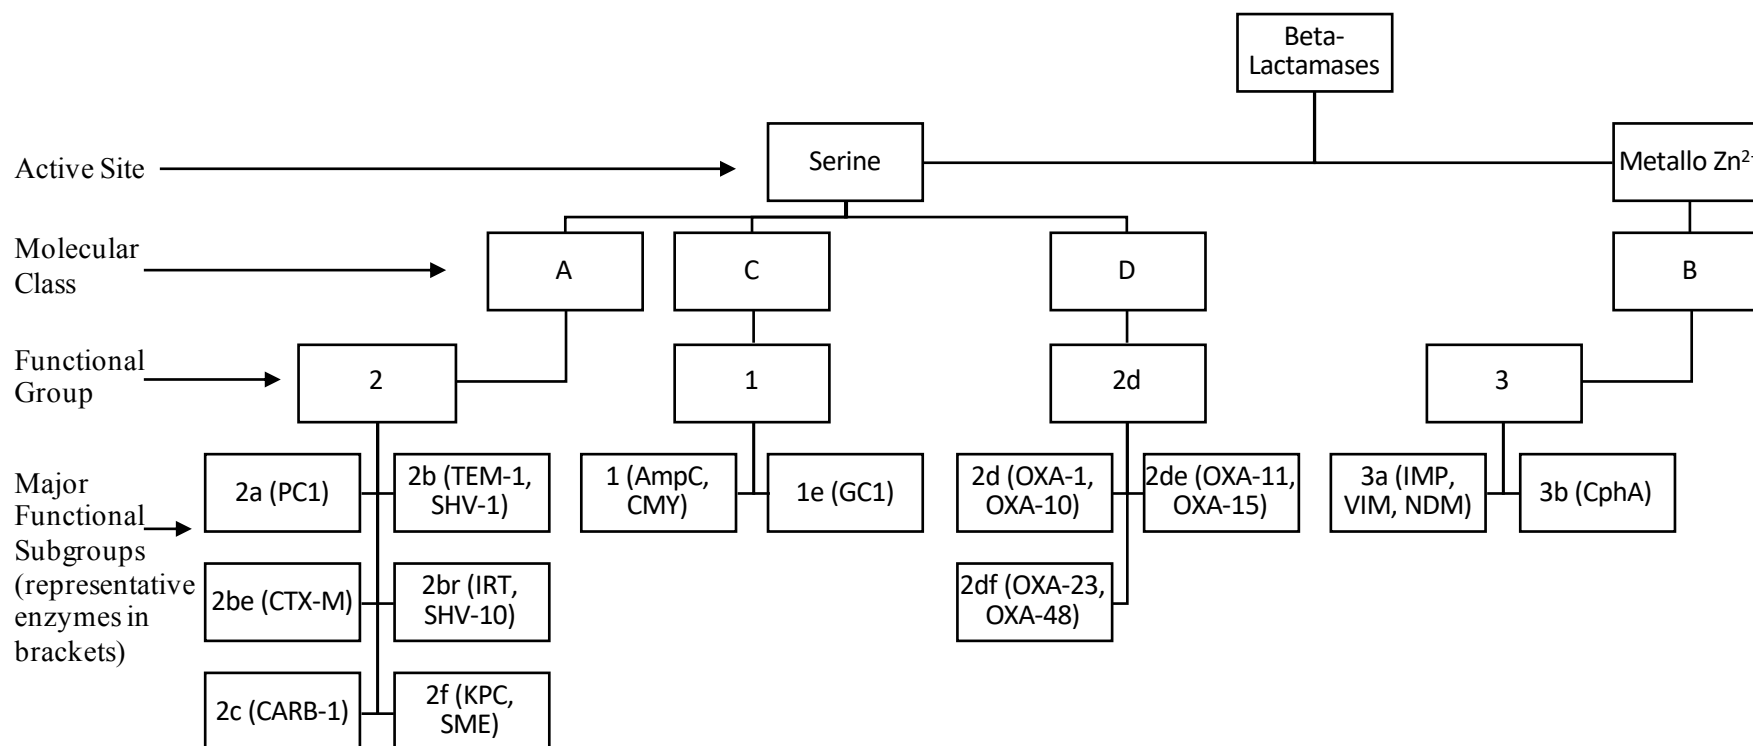 Beta-
Lactamases
Active Site
Serine
Metallo Zn2+
Molecular
Class
A
C
D
B
Functional
Group
2
1
2d
3
Major
Functional
Subgroups
(representative
enzymes in
brackets)
2a (PC1)
2b (TEM-1,
SHV-1)
1 (AmpC,
CMY)
1e (GC1)
2d (OXA-1,
OXA-10)
2de (OXA-11,
OXA-15)
3a (IMP,
VIM, NDM)
3b (CphA)
2be (CTX-M)
2br (IRT,
SHV-10)
2df (OXA-23,
OXA-48)
2c (CARB-1)
2f (KPC,
SME)